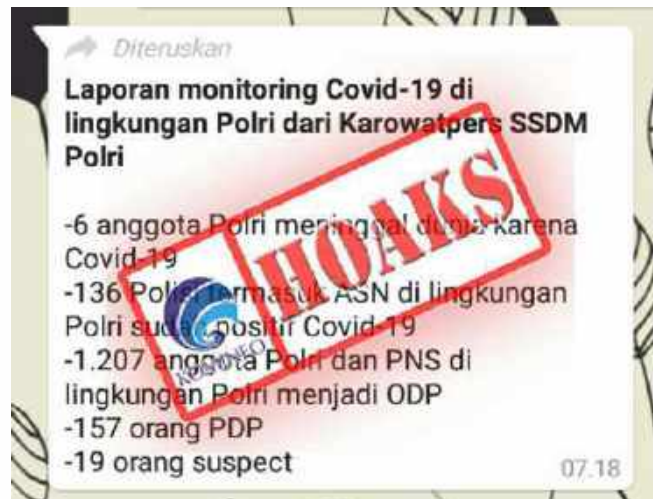 Diteruskan
Laporan monitoring Covid-19 di
lingkungan Polri dari Karowatpers SSDM
Polri
-6 anggota Polri meninggal dunia karena
Covid-19
-136 Polisi termasuk ASN di lingkungan
Polri sudah positif Covid-19
-1.207 anggota Polri dan PNS di
lingkungan Polri menjadi ODP
-157 orang PDP
-19 orang suspect
07.18
HOAKS
KOMINFO